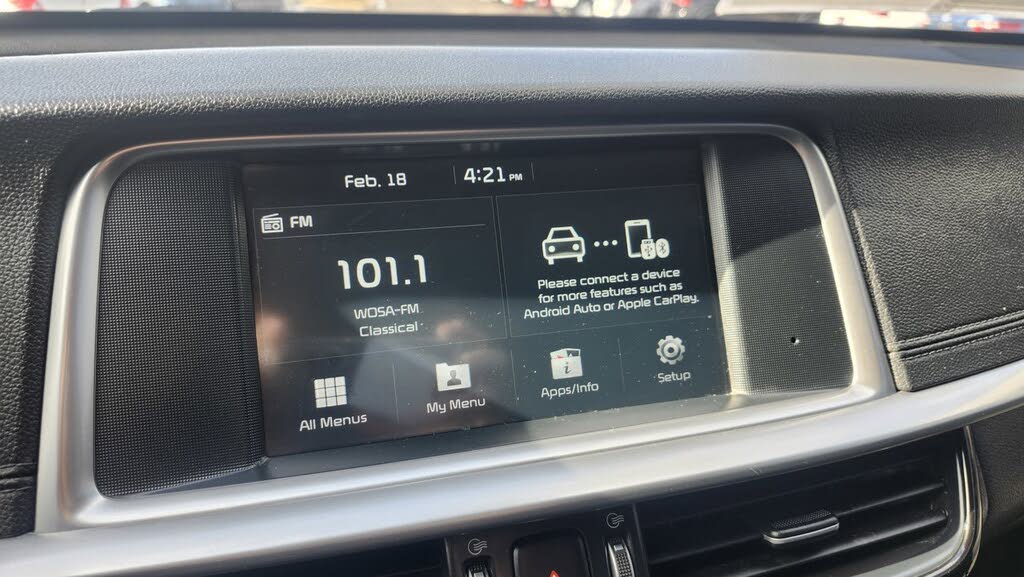 Feb. 18
4:21 PM
FM
101.1
WOSA-FM
Classical
Please connect a device
for more features such as
Android Auto or Apple CarPlay.
All Menus
My Menu
Apps/Info
Setup